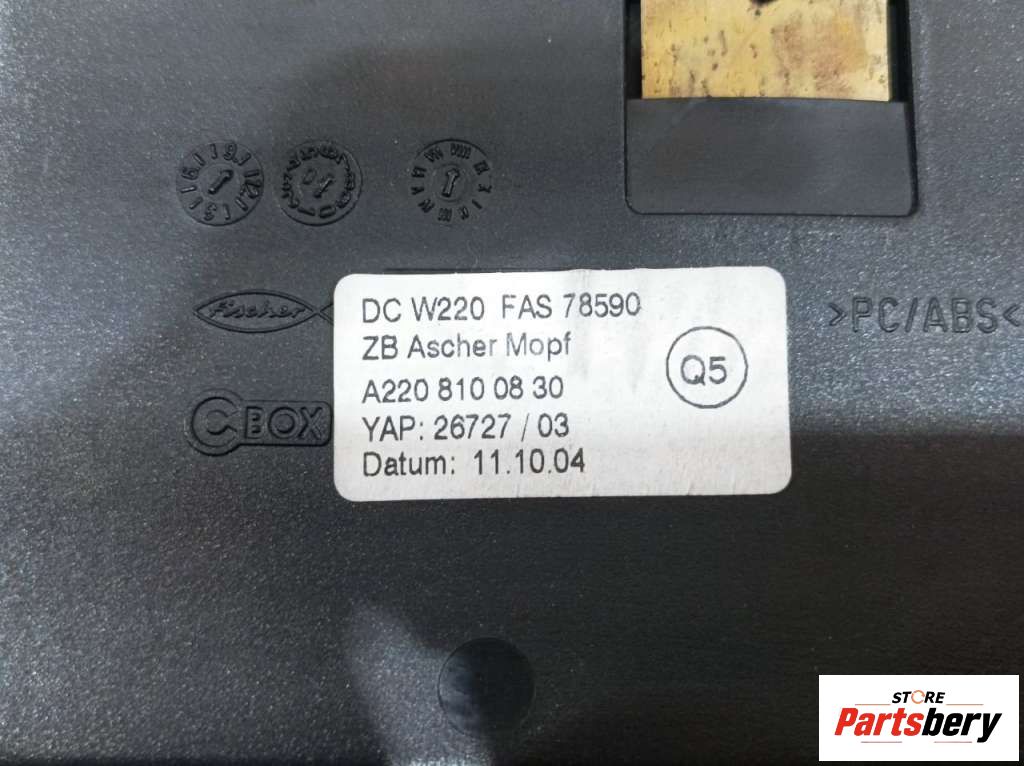 fischer
C BOX
DC W220 FAS 78590
ZB Ascher Mopf
A220 810 08 30
YAP: 26727 / 03
Datum: 11.10.04
Q5
>PC/ABS<
STORE
Partsbery